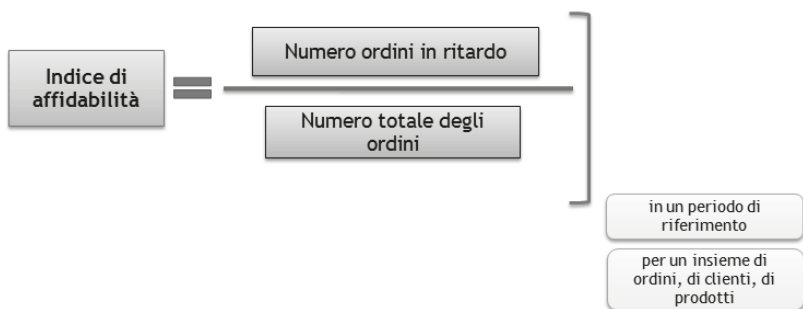 Indice di
affidabilità
=
Numero ordini in ritardo
Numero totale degli
ordini
in un periodo di
riferimento
per un insieme di
ordini, di clienti, di
prodotti